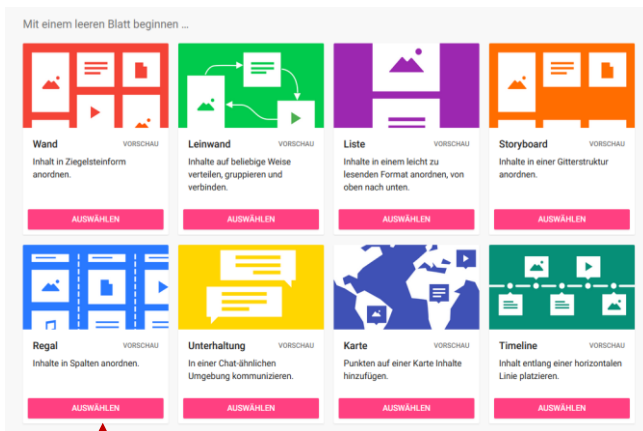 Mit einem leeren Blatt beginnen ...
Wand VORSCHAU
Inhalt in Ziegelsteinform
anordnen.
AUSWÄHLEN
Leinwand VORSCHAU
Inhalte auf beliebige Weise
verteilen, gruppieren und
verbinden.
AUSWÄHLEN
Liste VORSCHAU
Inhalte in einem leicht zu
lesenden Format anordnen, von
oben nach unten.
AUSWÄHLEN
Storyboard VORSCHAU
Inhalte in einer Gitterstruktur
anordnen.
AUSWÄHLEN
Regal VORSCHAU
Inhalte in Spalten anordnen.
AUSWÄHLEN
Unterhaltung VORSCHAU
In einer Chat-ähnlichen
Umgebung kommunizieren.
AUSWÄHLEN
Karte VORSCHAU
Punkten auf einer Karte Inhalte
hinzufügen.
AUSWÄHLEN
Timeline VORSCHAU
Inhalt entlang einer horizontalen
Linie platzieren.
AUSWÄHLEN